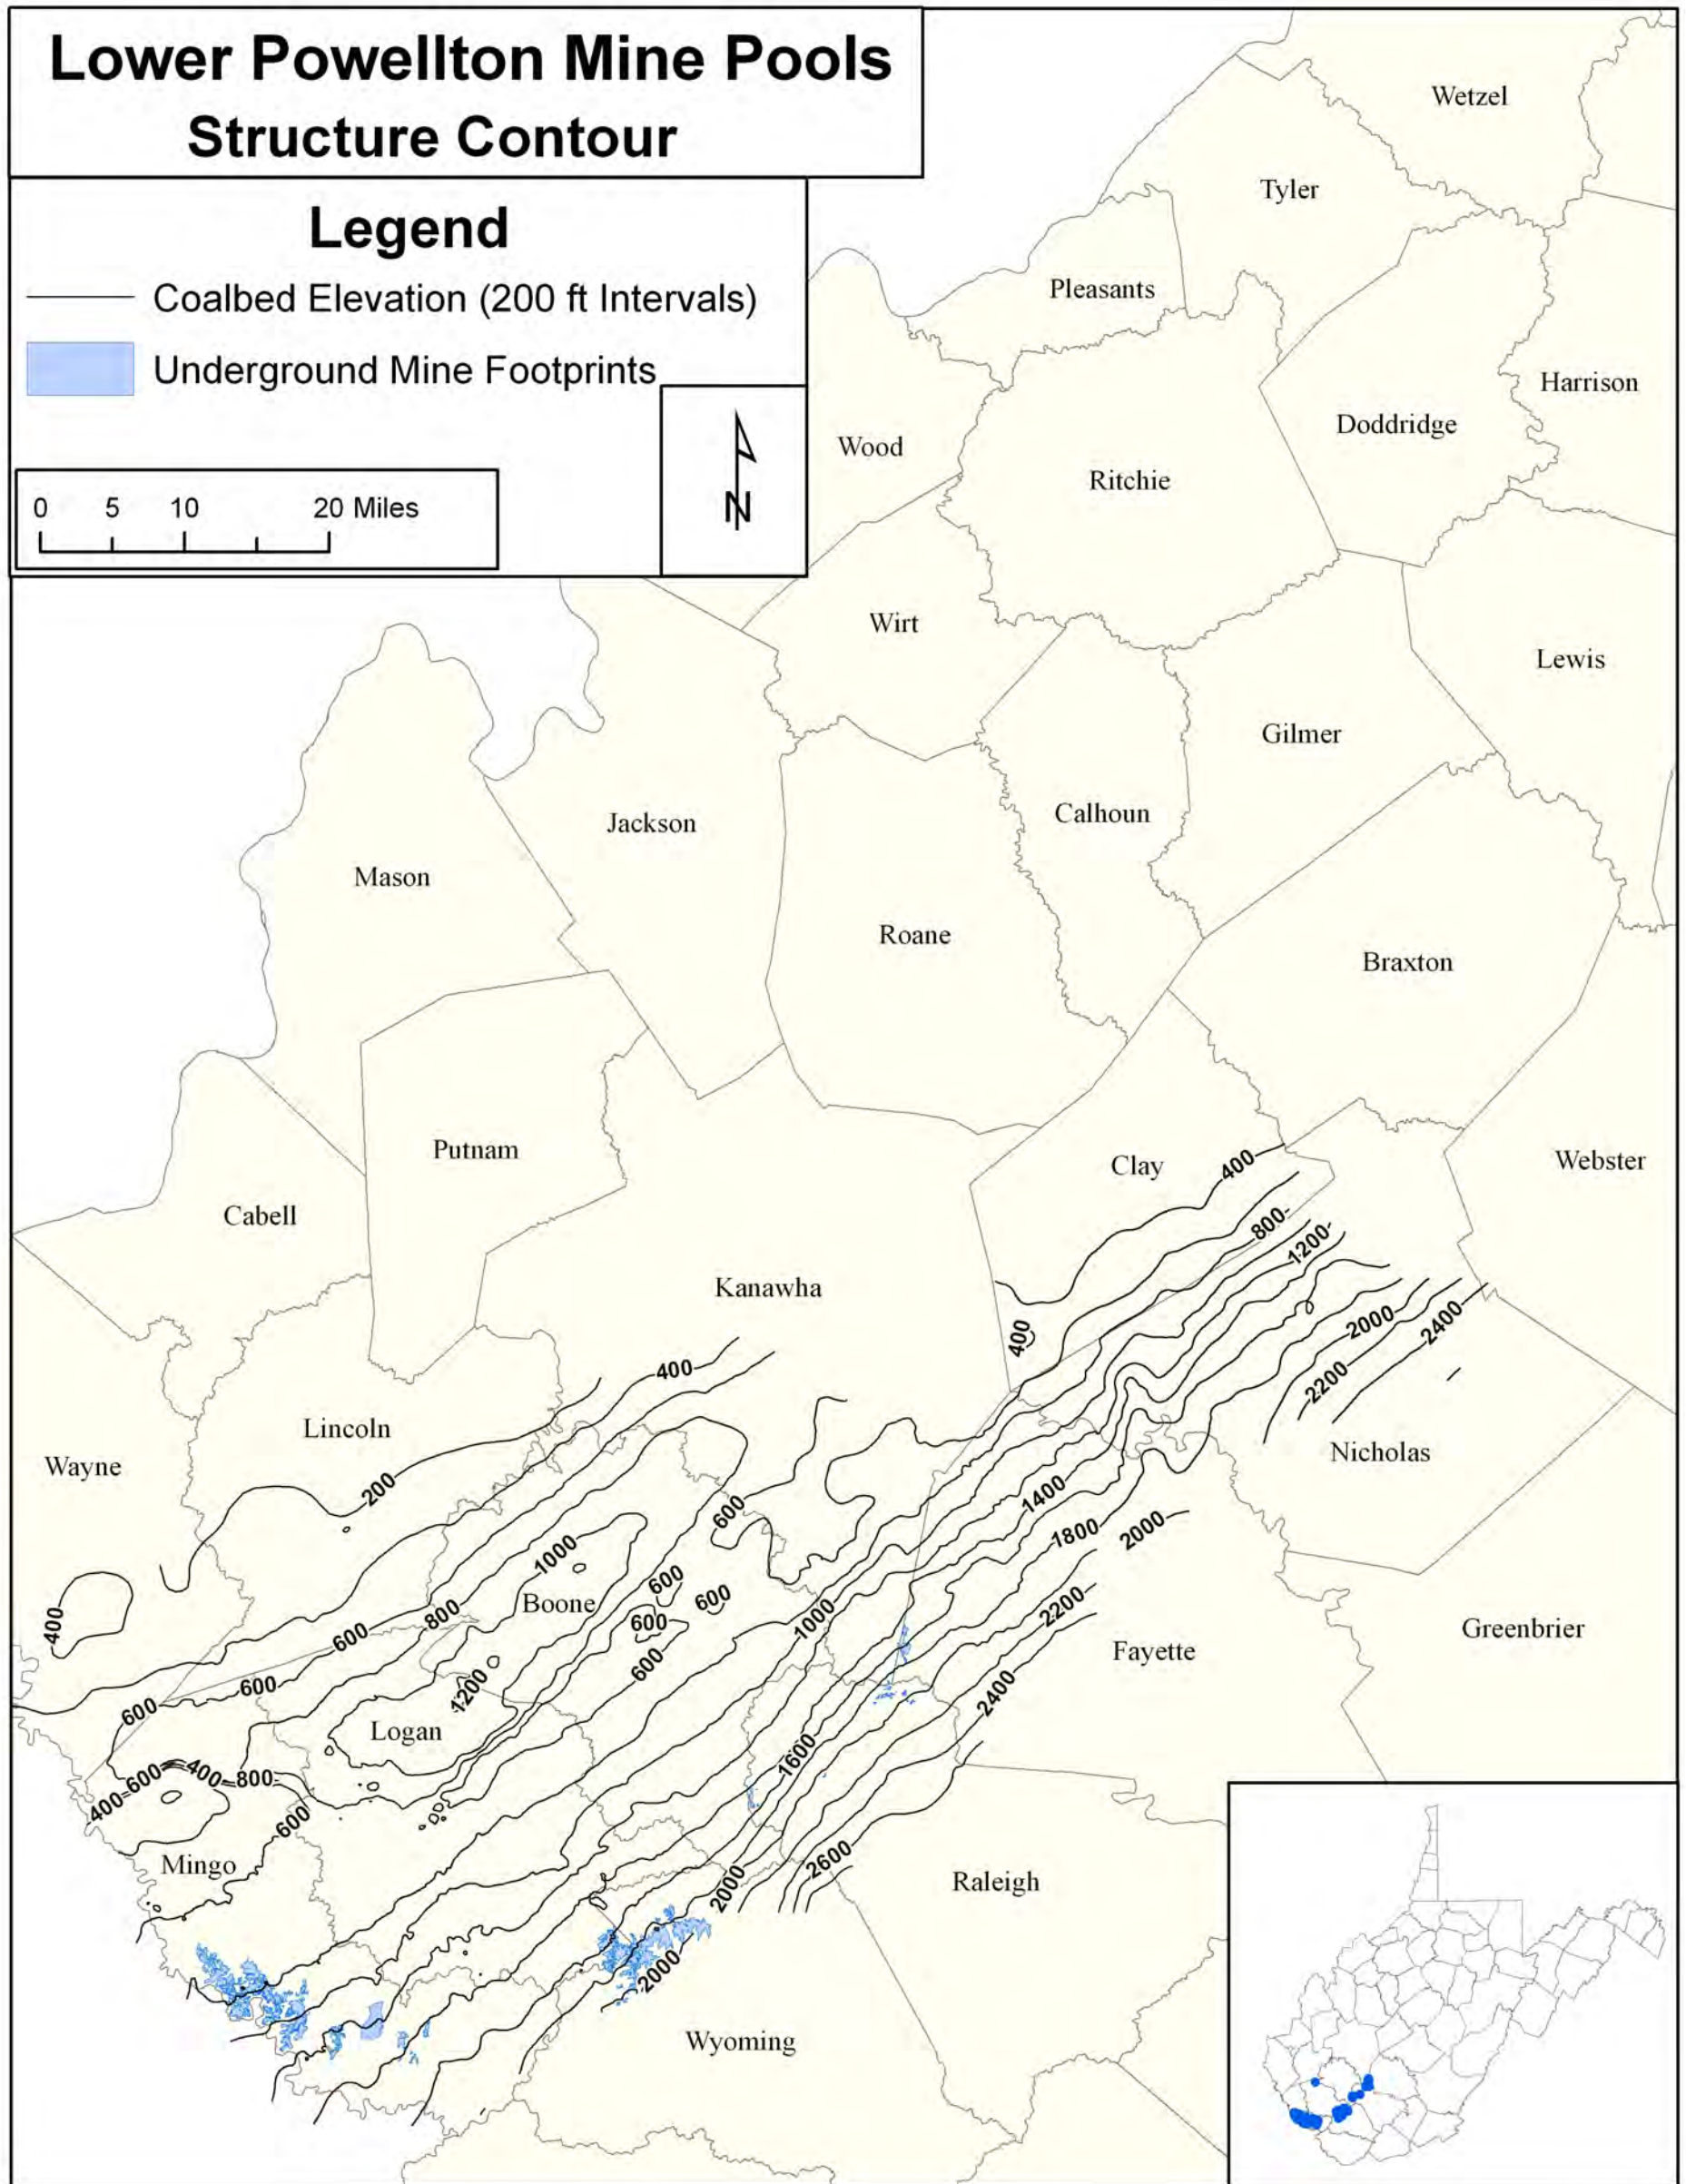 Lower Powellton Mine Pools
Structure Contour
Legend
Coalbed Elevation (200 ft Intervals)
Underground Mine Footprints
0 5 10 20 Miles
N
Wetzel
Tyler
Pleasants
Harrison
Doddridge
Wood
Ritchie
Wirt
Lewis
Gilmer
Calhoun
Jackson
Mason
Roane
Braxton
Putnam
Clay
400
Webster
Cabell
800
1200
Kanawha
400
2000
2400
400
2200
Lincoln
Nicholas
Wayne
200
1400
600
1800
2000
1000
600
Boone
600
2200
400
800
600
1000
Greenbrier
600
Fayette
600
1200
600
2400
600
Logan
1600
400
600
400
800
600
2600
Mingo
2000
Raleigh
2000
Wyoming